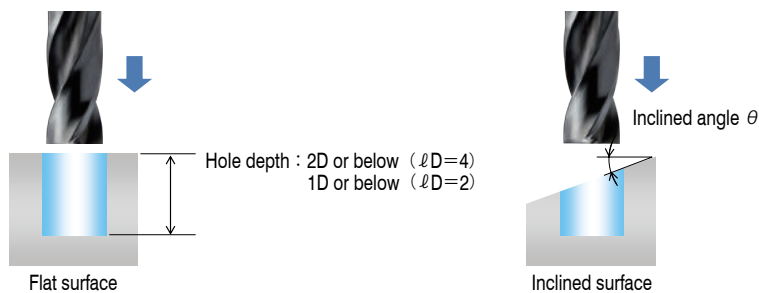 Inclined angle θ
Hole depth：2D or below（ℓD＝4）
1D or below（ℓD＝2）
Flat surface
Inclined surface